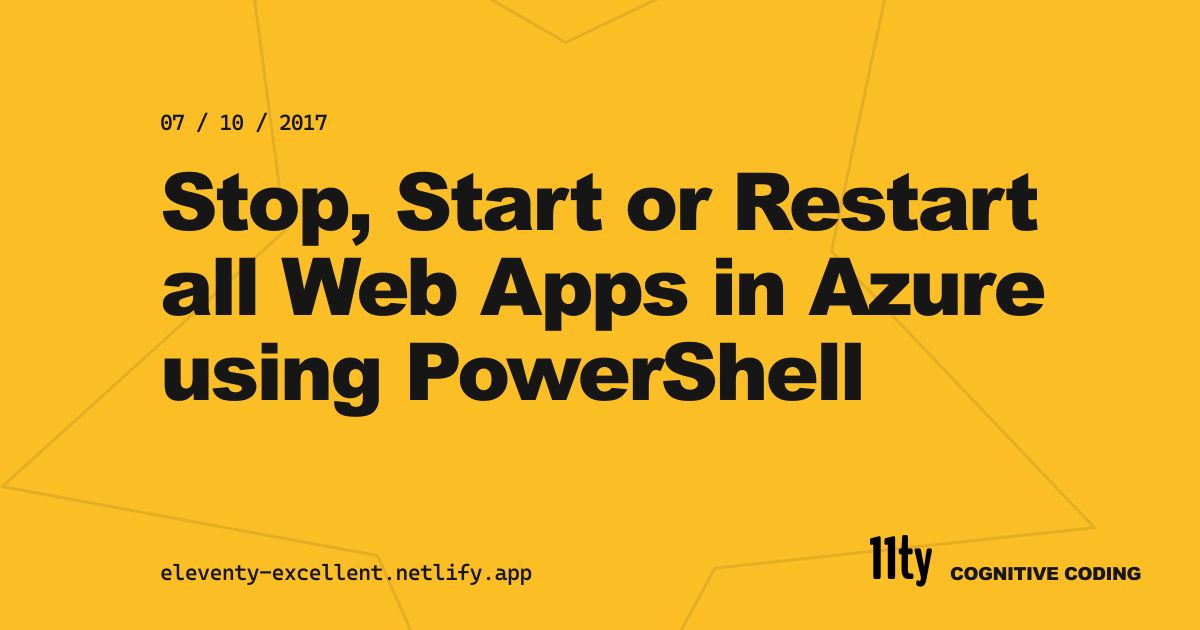 07 / 10 / 2017
Stop, Start or Restart
all Web Apps in Azure
using PowerShell
eleventy-excellent.netlify.app
11ty COGNITIVE CODING